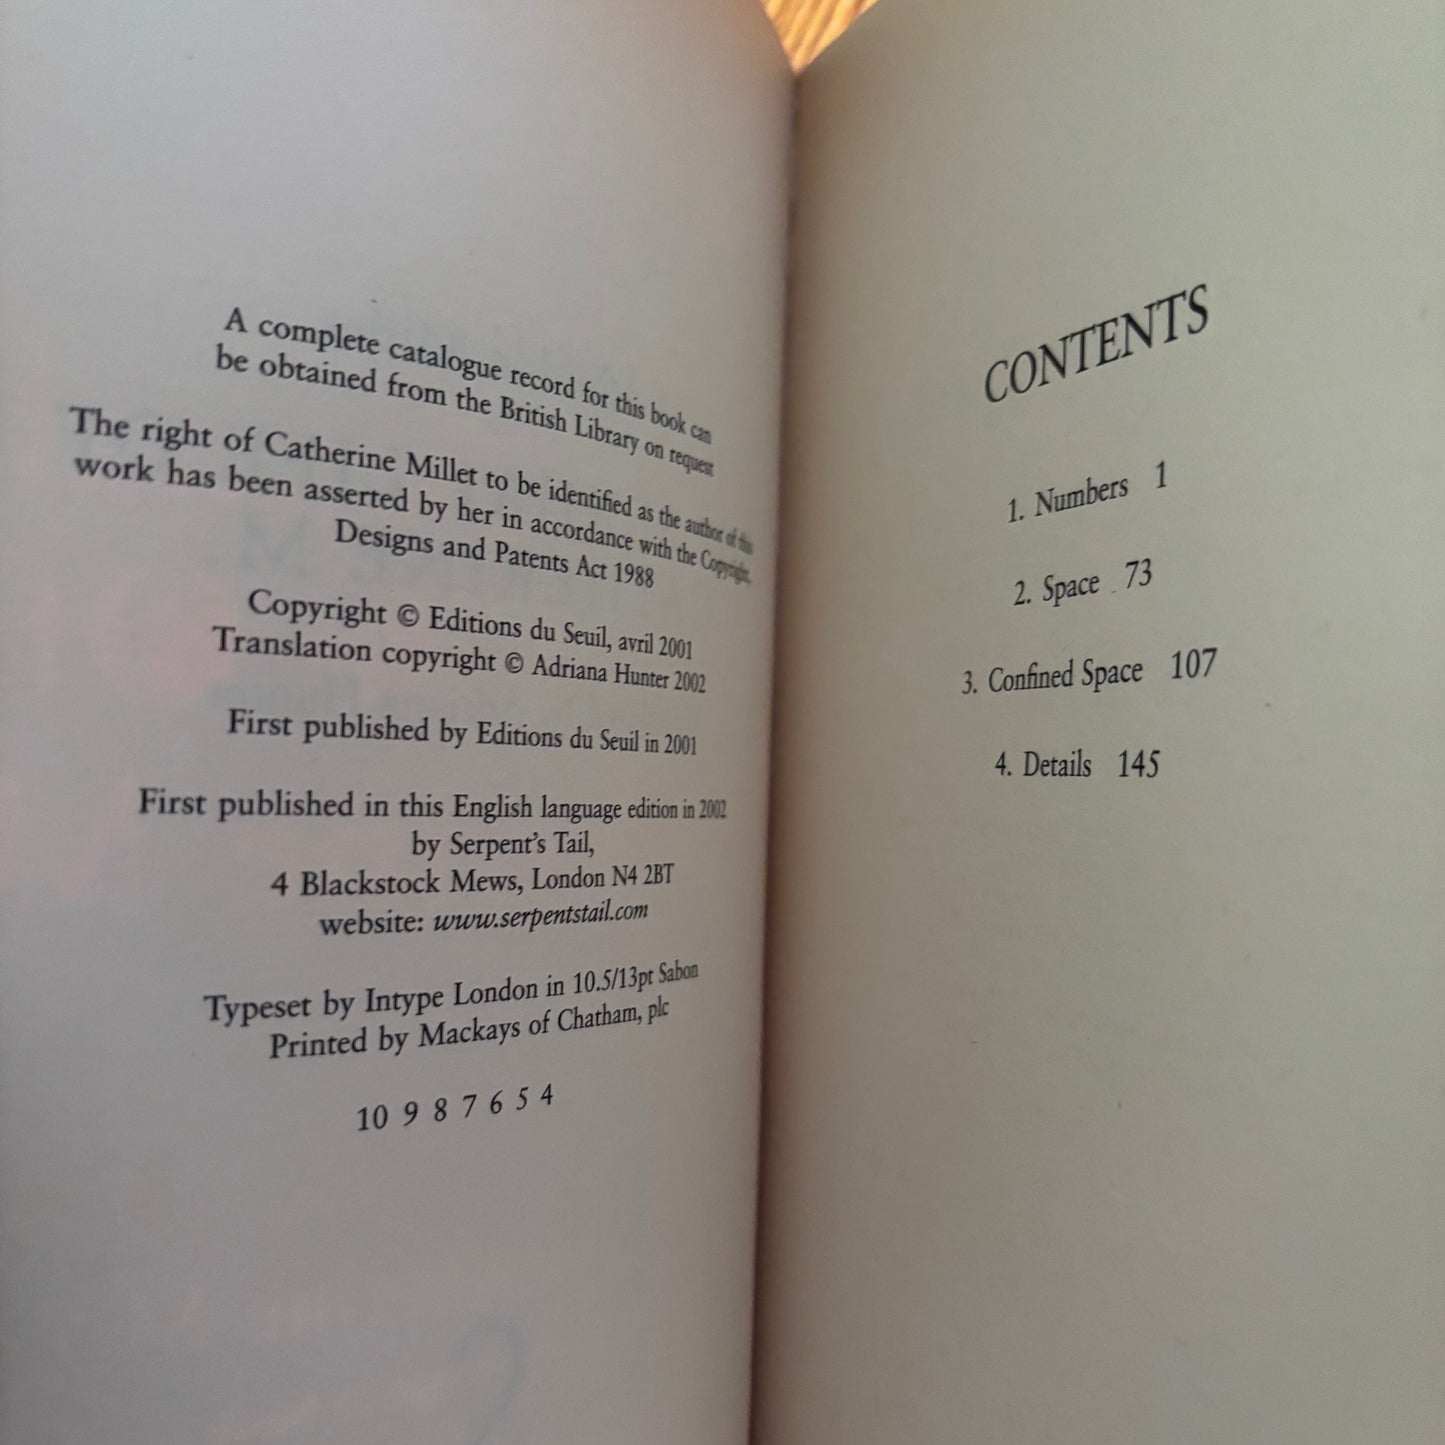 A complete catalogue record for this book can
be obtained from the British Library on request
The right of Catherine Millet to be identified as the author of this
work has been asserted by her in accordance with the Copyright,
Designs and Patents Act 1988
Copyright © Editions du Seuil, avril 2001
Translation copyright © Adriana Hunter 2002
First published by Editions du Seuil in 2001
First published in this English language edition in 2002
by Serpent's Tail,
4 Blackstock Mews, London N4 2BT
website: www.serpentstail.com
Typeset by Intype London in 10.5/13pt Sabon
Printed by Mackays of Chatham, plc
10 9 8 7 6 5 4
CONTENTS
1. Numbers 1
2. Space 73
3. Confined Space 107
4. Details 145